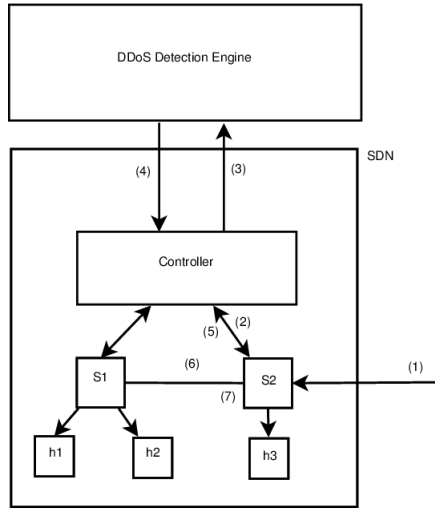 DDoS Detection Engine
SDN
(4)
(3)
Controller
(5)
(2)
(6)
(1)
S1
S2
(7)
h1
h2
h3